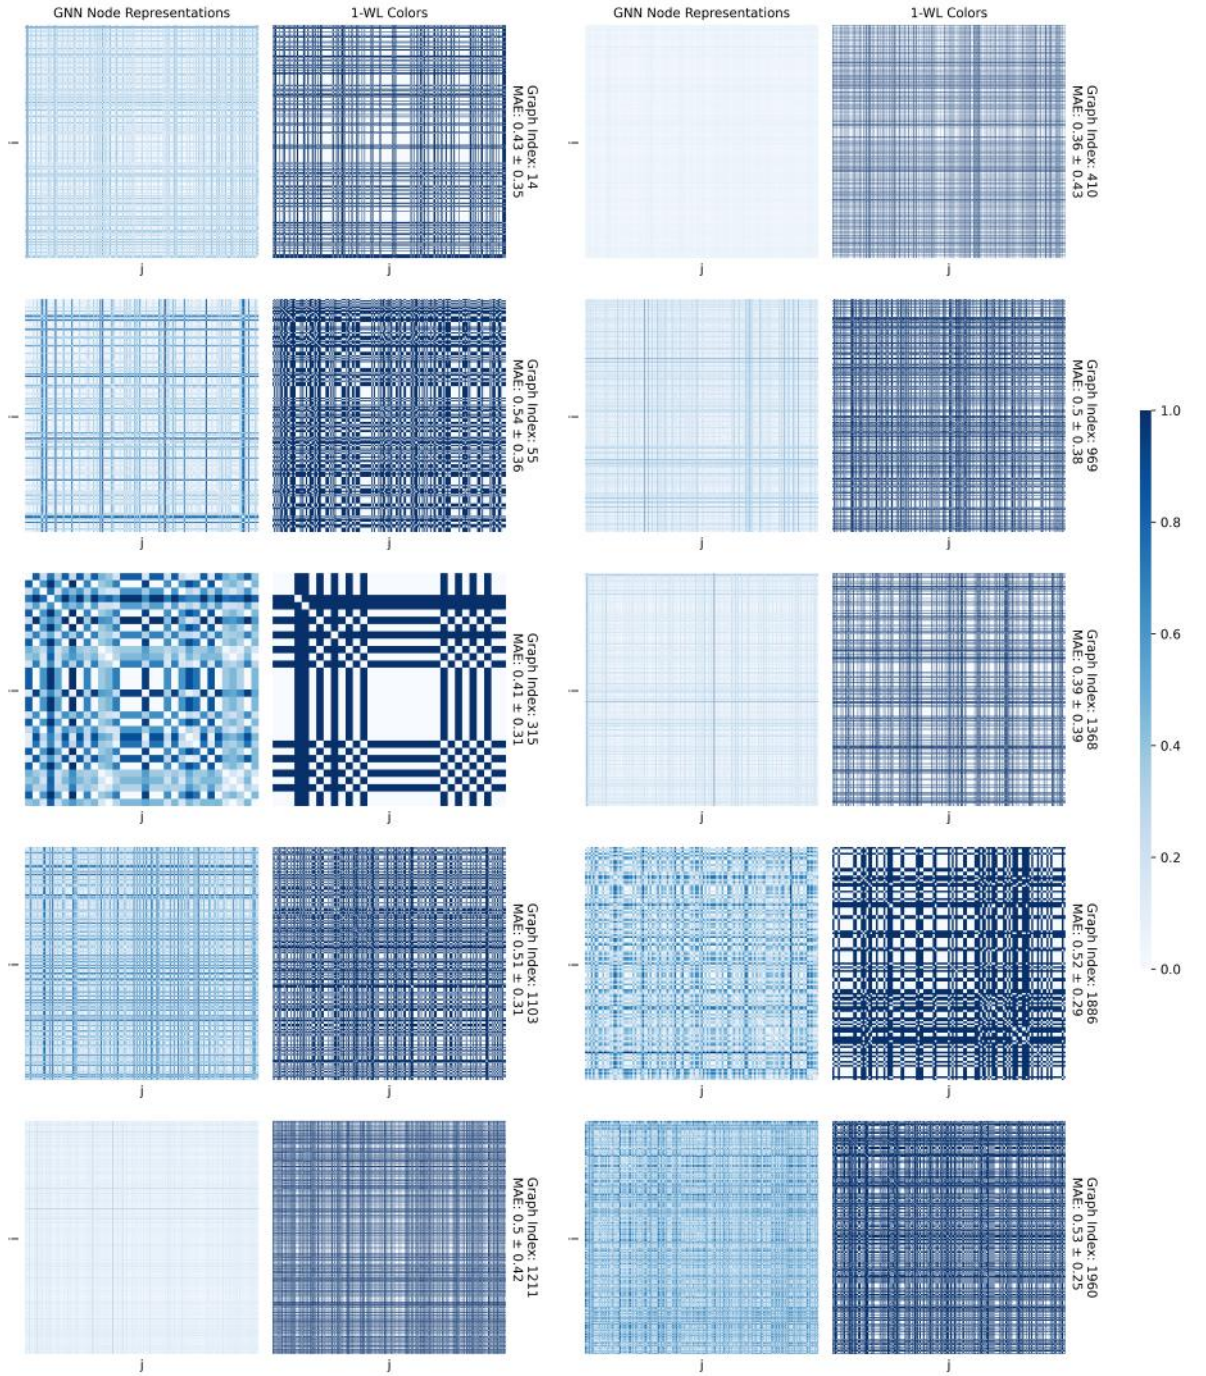 GNN Node Representations
1-WL Colors
GNN Node Representations
1-WL Colors
Graph Index: 14
MAE: 0.43 ± 0.35
j
j
Graph Index: 410
MAE: 0.36 ± 0.43
j
j
Graph Index: 55
MAE: 0.54 ± 0.36
j
j
Graph Index: 969
MAE: 0.5 ± 0.38
j
j
Graph Index: 315
MAE: 0.41 ± 0.31
j
j
Graph Index: 1368
MAE: 0.39 ± 0.39
j
j
Graph Index: 1103
MAE: 0.51 ± 0.31
j
j
Graph Index: 1886
MAE: 0.52 ± 0.29
j
j
Graph Index: 1211
MAE: 0.5 ± 0.42
j
j
Graph Index: 1960
MAE: 0.53 ± 0.25
j
j
1.0
0.8
0.6
0.4
0.2
0.0